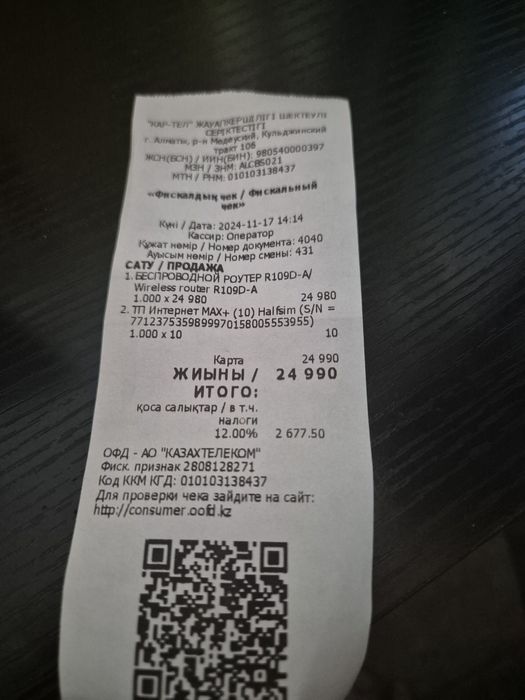 "КАР-ТЕЛ" ЖАУАПКЕРШІЛІГІ ШЕКТЕУЛІ
СЕРІКТЕСТІГІ
г. Алматы, р-н Медеуский, Кульджинский
тракт 106
ЖСН(БСН) / ИИН(БИН): 980540000397
МЗН / ЗНМ: ALCBS021
МТН / РНМ: 010103138437
«Фискалдық чек / Фискальный
чек»
Күні / Дата: 2024-11-17 14:14
Кассир: Оператор
Құжат нөмір / Номер документа: 4040
Ауысым нөмір / Номер смены: 431
САТУ / ПРОДАЖА
1. БЕСПРОВОДНОЙ РОУТЕР R109D-A/
Wireless router R109D-A
1.000 x 24 980 24 980
2. ТП Интернет MAX+ (10) Halfsim (S/N =
77123753598999701580055​53955)
1.000 x 10 10
Карта 24 990
ЖИЫНЫ / 24 990
ИТОГО:
қоса салықтар / в т.ч.
налоги
12.00% 2 677.50
ОФД - АО "КАЗАХТЕЛЕКОМ"
Фиск. признак 2808128271
Код ККМ КГД: 010103138437
Для проверки чека зайдите на сайт:
http://consumer.oofd.kz